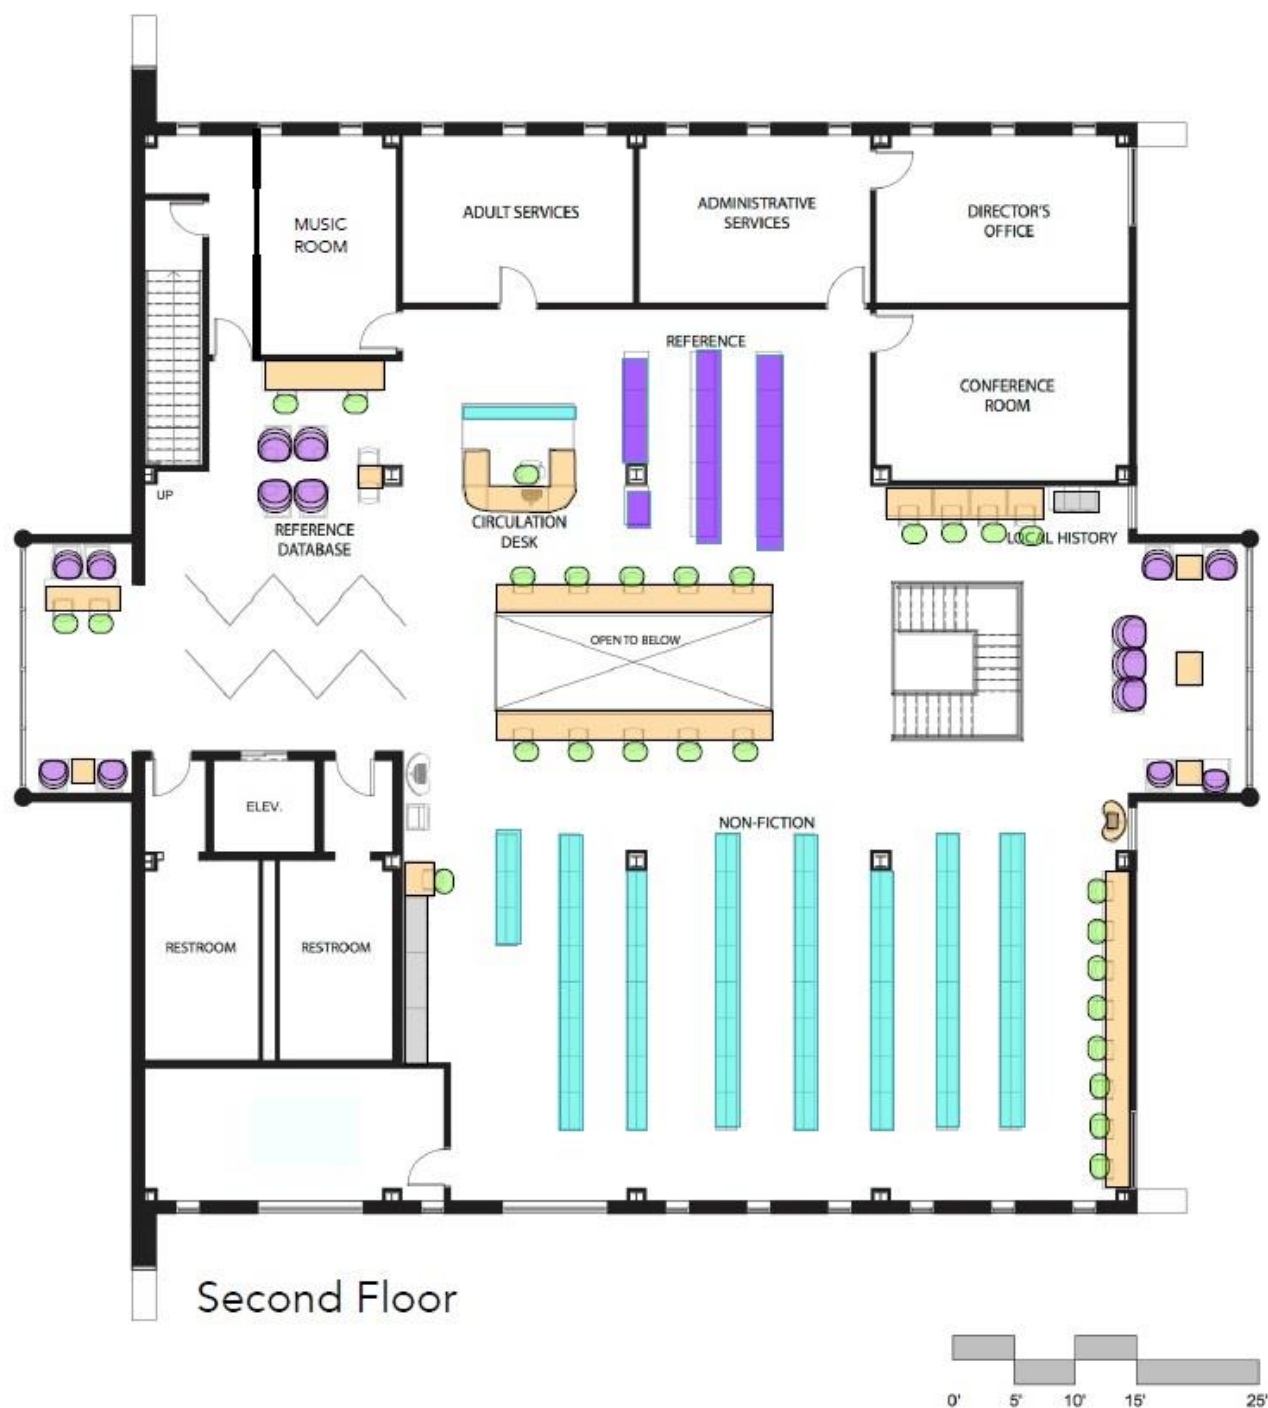 MUSIC
ROOM
ADULT SERVICES
ADMINISTRATIVE
SERVICES
DIRECTOR'S
OFFICE
REFERENCE
CONFERENCE
ROOM
UP
REFERENCE
DATABASE
CIRCULATION
DESK
LOCAL HISTORY
OPEN TO BELOW
ELEV.
NON-FICTION
RESTROOM
RESTROOM
Second Floor
0' 5' 10' 15' 25'